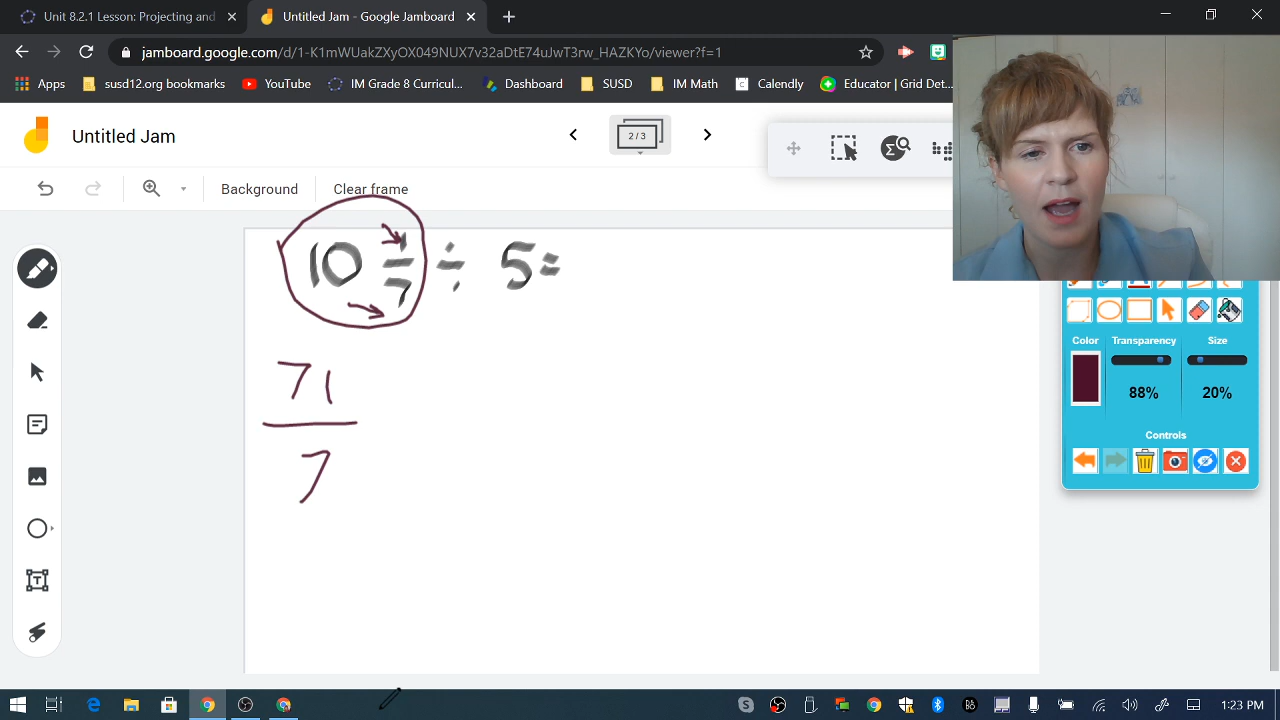 Unit 8.2.1 Lesson: Projecting and
Untitled Jam - Google Jamboard
jamboard.google.com/d/1-K1mWUakZXyOX049NUX7v32aDtE74uJwT3rw_HAZKYo/viewer?f=1
Apps susd12.org bookmarks YouTube IM Grade 8 Curricul... Dashboard SUSD IM Math Calendly Educator | Grid Det...
Untitled Jam
2 / 3
Background Clear frame
10 1/7 ÷ 5 =
71
7
Color Transparency Size
88% 20%
Controls
1:23 PM